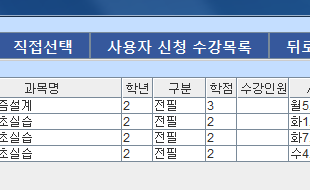 직접선택 사용자 신청 수강목록 뒤로
과목명 학년 구분 학점 수강인원
즘설계 2 전필 3 월5
초실습 2 전필 2 화1
초실습 2 전필 2 화7
초실습 2 전필 2 수4